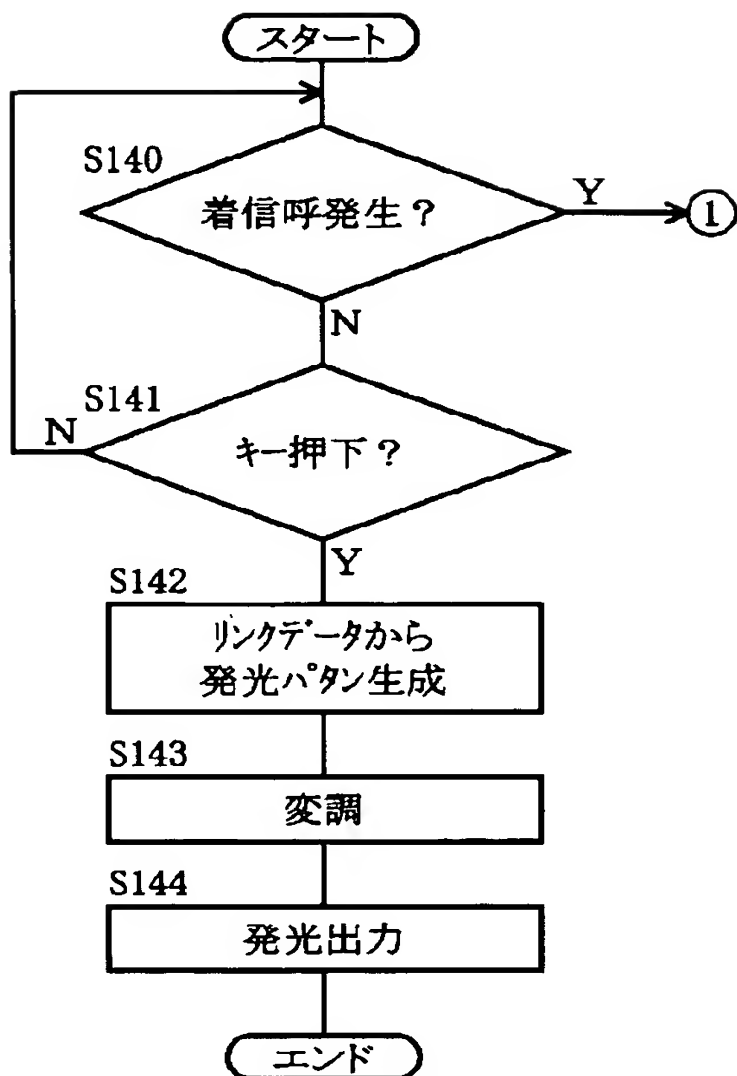 スタート
S140
着信呼発生?
Y
1
N
S141
N
キー押下?
Y
S142
リンクデータから
発光パタン生成
S143
変調
S144
発光出力
エンド